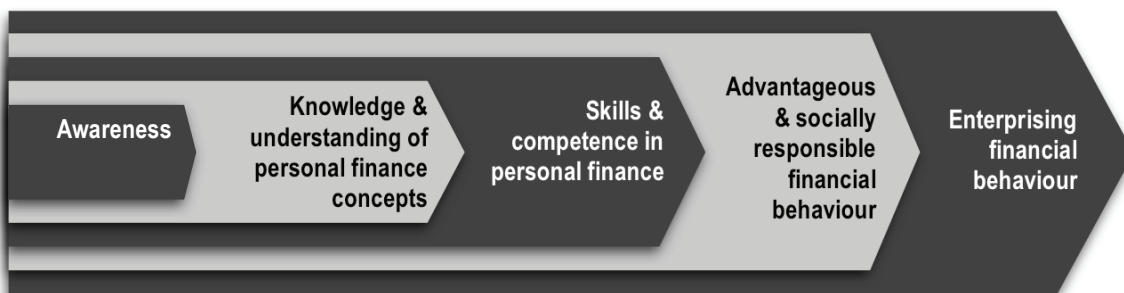 Awareness
Knowledge &
understanding of
personal finance
concepts
Skills &
competence in
personal finance
Advantageous
& socially
responsible
financial
behaviour
Enterprising
financial
behaviour